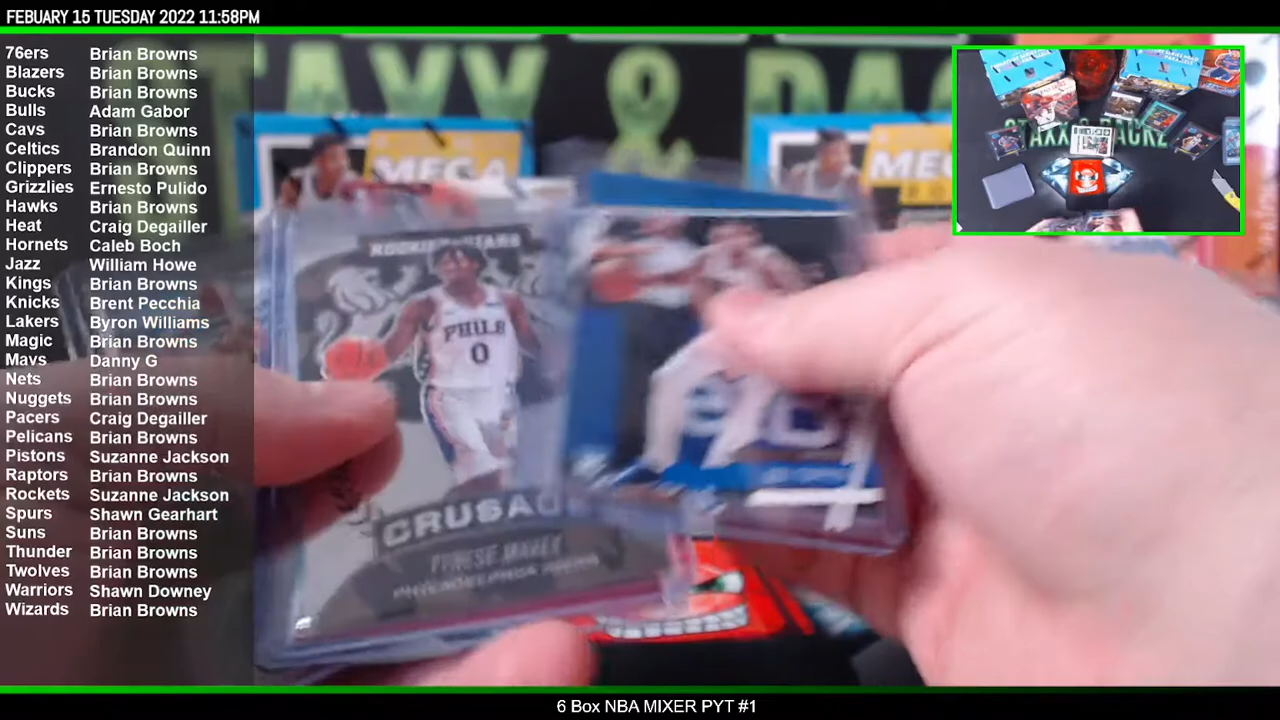 FEBUARY 15 TUESDAY 2022 11:58PM
76ers Brian Browns
Blazers Brian Browns
Bucks Brian Browns
Bulls Adam Gabor
Cavs Brian Browns
Celtics Brandon Quinn
Clippers Brian Browns
Grizzlies Ernesto Pulido
Hawks Brian Browns
Heat Craig Degailler
Hornets Caleb Boch
Jazz William Howe
Kings Brian Browns
Knicks Brent Pecchia
Lakers Byron Williams
Magic Brian Browns
Mavs Danny G
Nets Brian Browns
Nuggets Brian Browns
Pacers Craig Degailler
Pelicans Brian Browns
Pistons Suzanne Jackson
Raptors Brian Browns
Rockets Suzanne Jackson
Spurs Shawn Gearhart
Suns Brian Browns
Thunder Brian Browns
Twolves Brian Browns
Warriors Shawn Downey
Wizards Brian Browns
MEGA
PHILA
0
6 Box NBA MIXER PYT #1